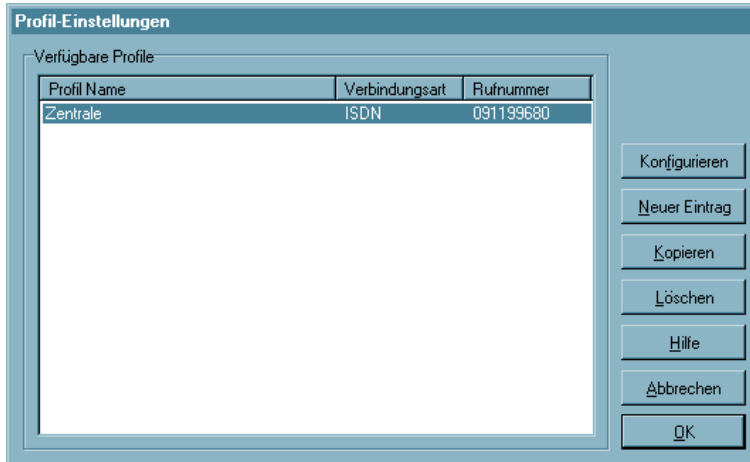 Profil-Einstellungen
Verfügbare Profile
Profil Name Verbindungsart Rufnummer
Zentrale ISDN 091199680
Konfigurieren
Neuer Eintrag
Kopieren
Löschen
Hilfe
Abbrechen
OK